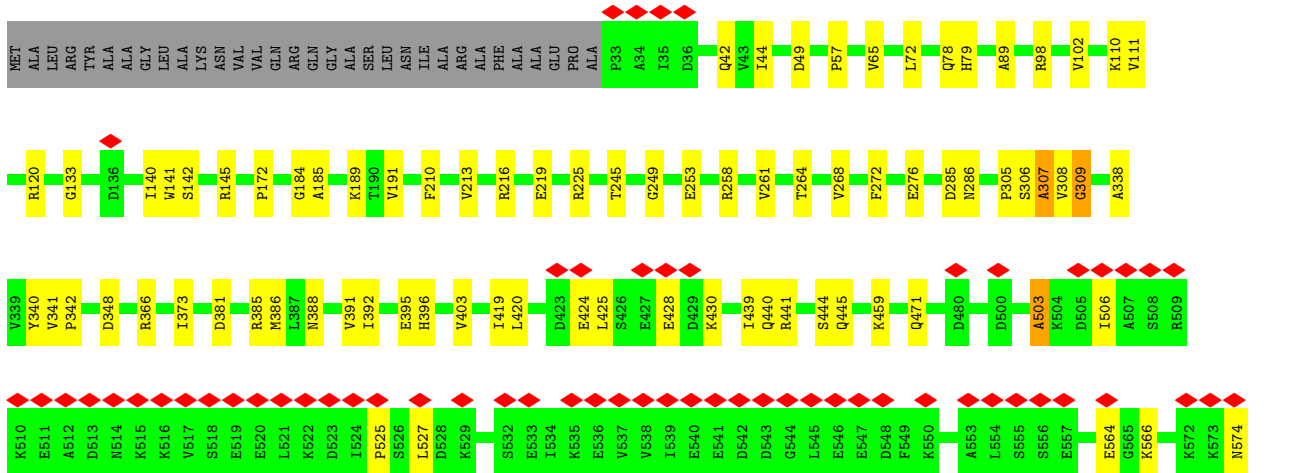 MET ALA LEU ARG TYR ALA ALA GLY LEU ALA LYS ASN VAL VAL GLN ARG GLN GLY ALA SER LEU ASN ILE ALA ARG ALA PHE ALA ALA GLU PRO ALA P33 A34 I35 D36 Q42 V43 I44 D49 P57 V65 L72 Q78 H79 A89 R98 V102 K110 V111
R120 G133 D136 I140 W141 S142 R145 P172 G184 A185 K189 T190 V191 F210 V213 R216 E219 R225 T245 G249 E253 R258 V261 T264 V268 F272 E276 D285 N286 P305 S306 A307 V308 G309 A338
V339 Y340 V341 P342 D348 R366 I373 D381 R385 M386 L387 N388 V391 I392 E395 H396 V403 I419 L420 D423 E424 L425 S426 E427 E428 D429 K430 I439 Q440 R441 S444 Q445 K459 Q471 D480 D500 A503 K504 D505 I506 A507 S508 R509
K510 E511 A512 D513 N514 K515 K516 V517 S518 E519 E520 L521 K522 D523 I524 P525 S526 L527 D528 K529 S532 E533 I534 K535 E536 V537 V538 I539 E540 E541 D542 D543 G544 L545 E546 E547 D548 F549 K550 A553 L554 S555 S556 E557 E564 G565 K566 K572 K573 N574